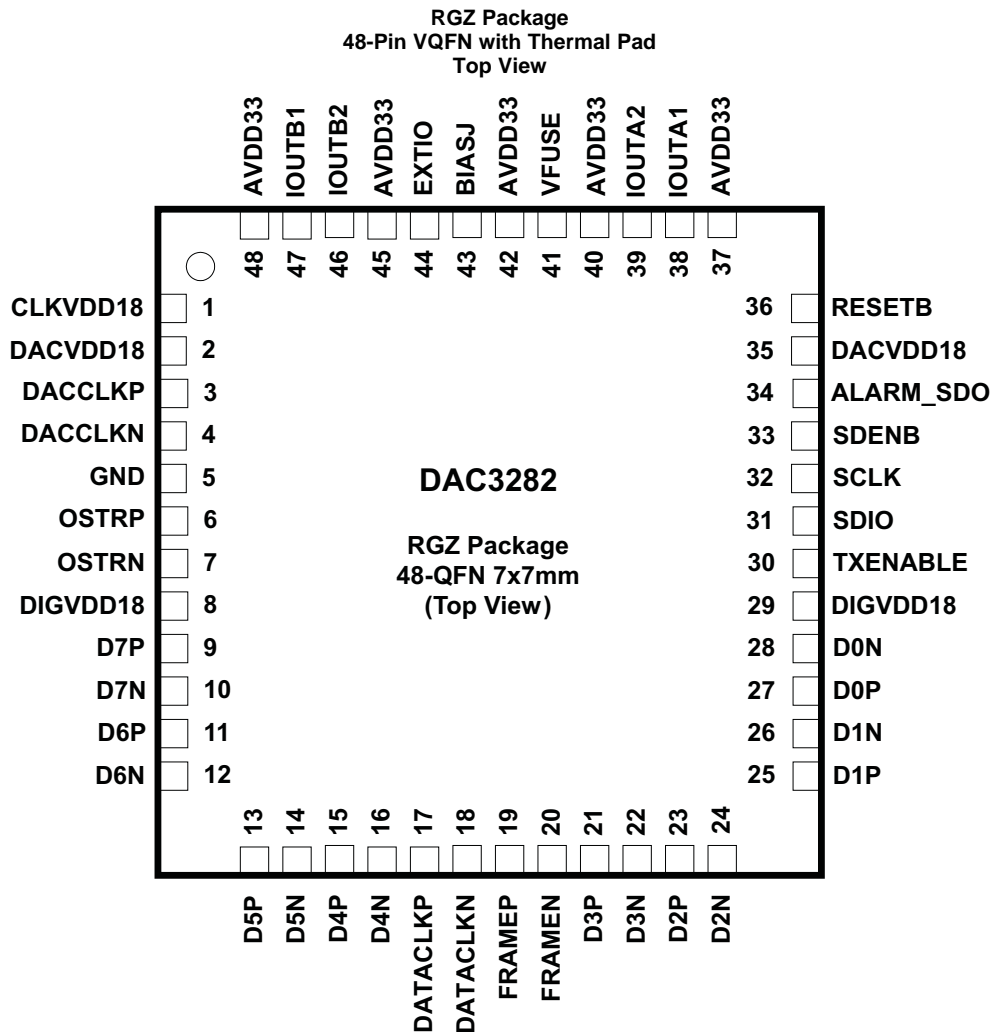 RGZ Package
48-Pin VQFN with Thermal Pad
Top View
AVDD33
IOUTB1
IOUTB2
AVDD33
EXTIO
BIASJ
AVDD33
VFUSE
AVDD33
IOUTA2
IOUTA1
AVDD33
48
47
46
45
44
43
42
41
40
39
38
37
CLKVDD18 1
DACVDD18 2
DACCLKP 3
DACCLKN 4
GND 5
OSTRP 6
OSTRN 7
DIGVDD18 8
D7P 9
D7N 10
D6P 11
D6N 12
36 RESETB
35 DACVDD18
34 ALARM_SDO
33 SDENB
32 SCLK
31 SDIO
30 TXENABLE
29 DIGVDD18
28 D0N
27 D0P
26 D1N
25 D1P
DAC3282
RGZ Package
48-QFN 7x7mm
(Top View)
13
14
15
16
17
18
19
20
21
22
23
24
D5P
D5N
D4P
D4N
DATACLKP
DATACLKN
FRAMEP
FRAMEN
D3P
D3N
D2P
D2N